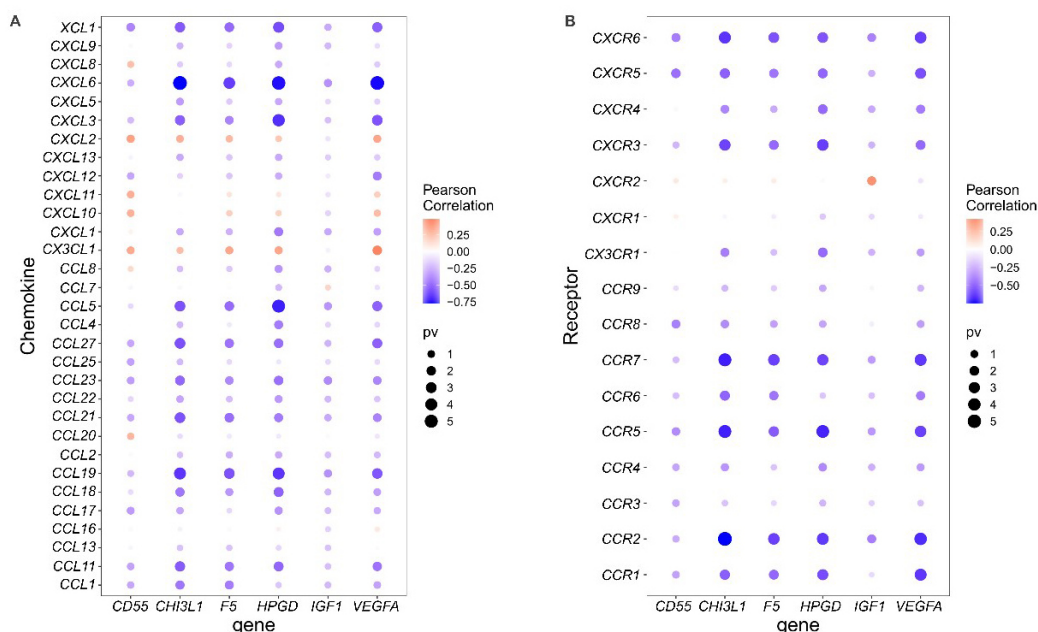 A
Chemokine
XCL1
CXCL9
CXCL8
CXCL6
CXCL5
CXCL3
CXCL2
CXCL13
CXCL12
CXCL11
CXCL10
CXCL1
CX3CL1
CCL8
CCL7
CCL5
CCL4
CCL27
CCL25
CCL23
CCL22
CCL21
CCL20
CCL2
CCL19
CCL18
CCL17
CCL16
CCL13
CCL11
CCL1
CD55 CHI3L1 F5 HPGD IGF1 VEGFA
gene
Pearson
Correlation
0.25
0.00
−0.25
−0.50
−0.75
pv
1
2
3
4
5
B
Receptor
CXCR6
CXCR5
CXCR4
CXCR3
CXCR2
CXCR1
CX3CR1
CCR9
CCR8
CCR7
CCR6
CCR5
CCR4
CCR3
CCR2
CCR1
CD55 CHI3L1 F5 HPGD IGF1 VEGFA
gene
Pearson
Correlation
0.25
0.00
−0.25
−0.50
pv
1
2
3
4
5